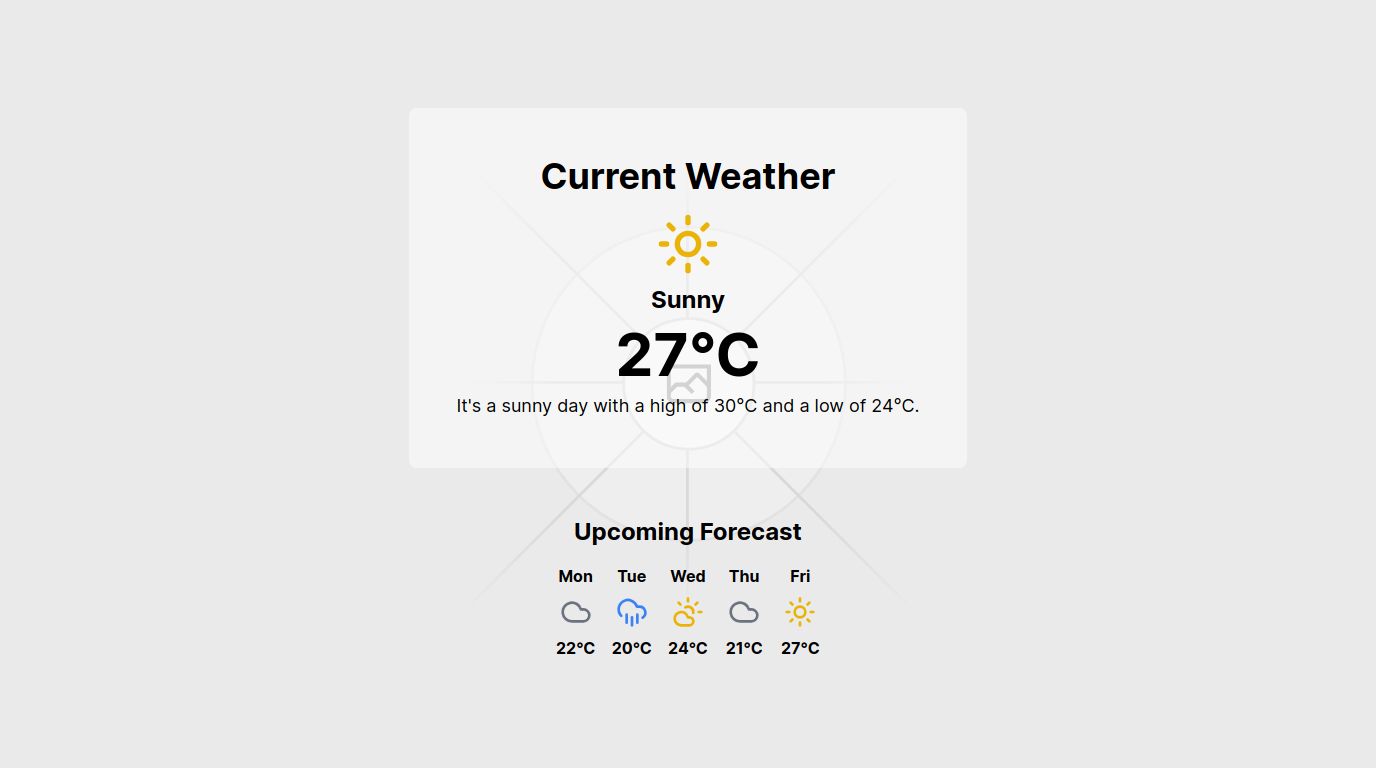 Current Weather
Sunny
27°C
It's a sunny day with a high of 30°C and a low of 24°C.
Upcoming Forecast
Mon Tue Wed Thu Fri
22°C 20°C 24°C 21°C 27°C